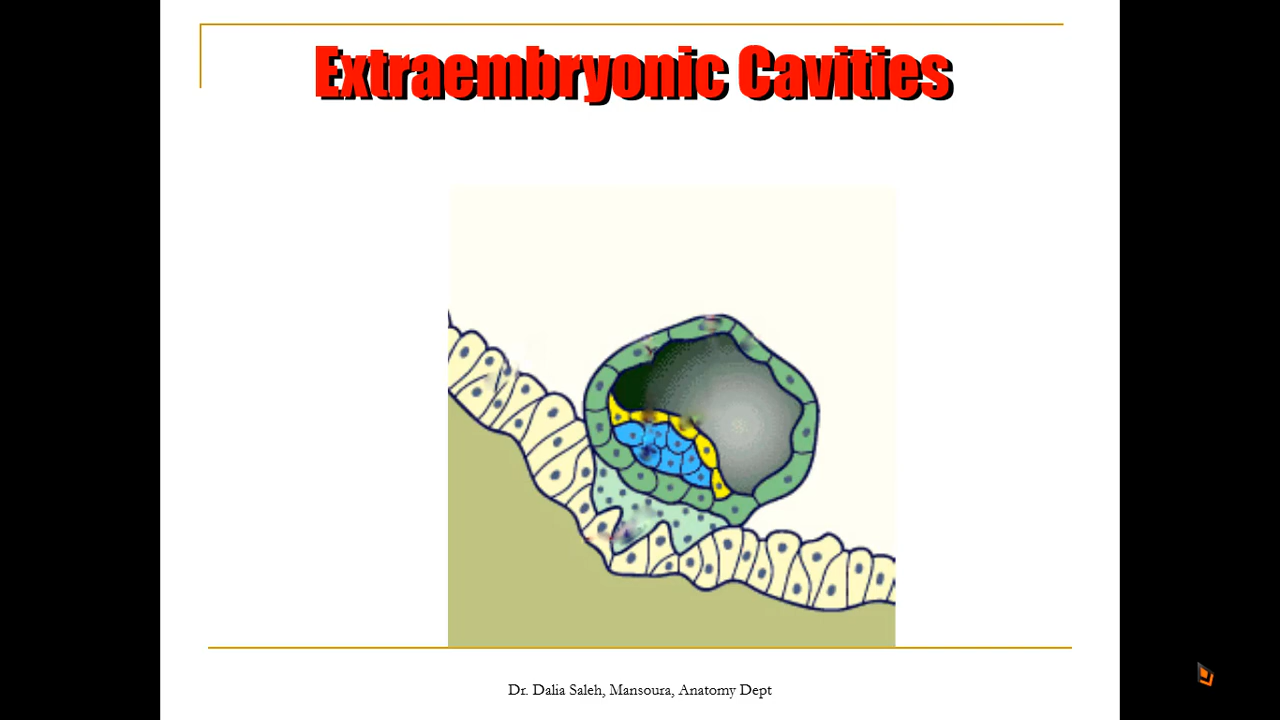 Extraembryonic Cavities
Dr. Dalia Saleh, Mansoura, Anatomy Dept